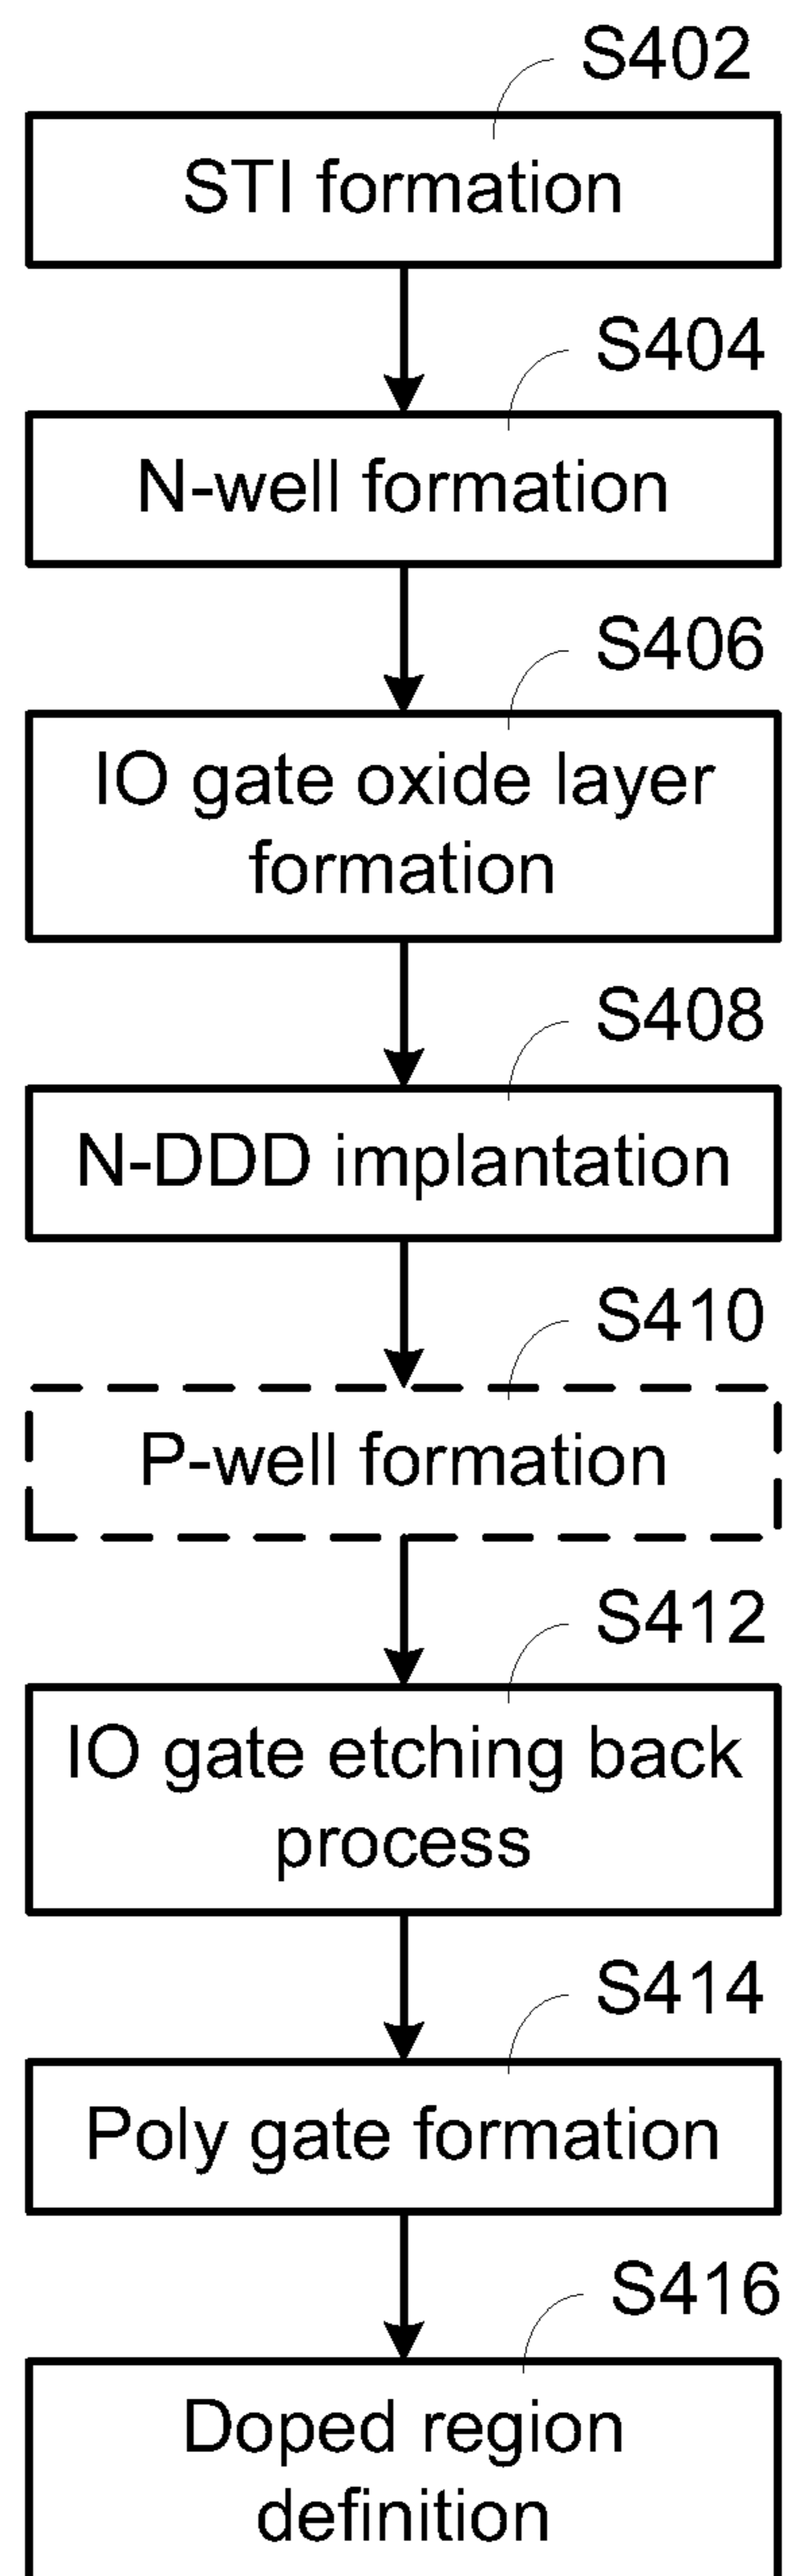 S402
STI formation
S404
N-well formation
S406
IO gate oxide layer
formation
S408
N-DDD implantation
S410
P-well formation
S412
IO gate etching back
process
S414
Poly gate formation
S416
Doped region
definition